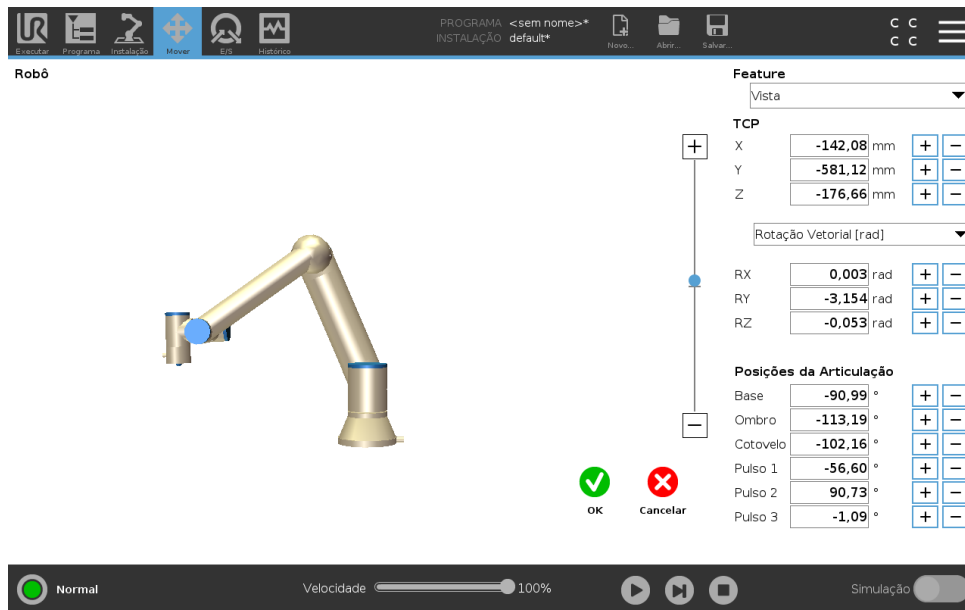 UR
PROGRAMA <sem nome>*
INSTALAÇÃO default*
C C
C C
Executar Programa Instalação Mover E/S Histórico Novo... Abrir... Salvar...
Robô
Feature
Vista
TCP
X -142,08 mm + −
Y -581,12 mm + −
Z -176,66 mm + −
Rotação Vetorial [rad]
RX 0,003 rad + −
RY -3,154 rad + −
RZ -0,053 rad + −
Posições da Articulação
Base -90,99 ° + −
Ombro -113,19 ° + −
Cotovelo -102,16 ° + −
Pulso 1 -56,60 ° + −
Pulso 2 90,73 ° + −
Pulso 3 -1,09 ° + −
OK Cancelar
Normal Velocidade 100% Simulação